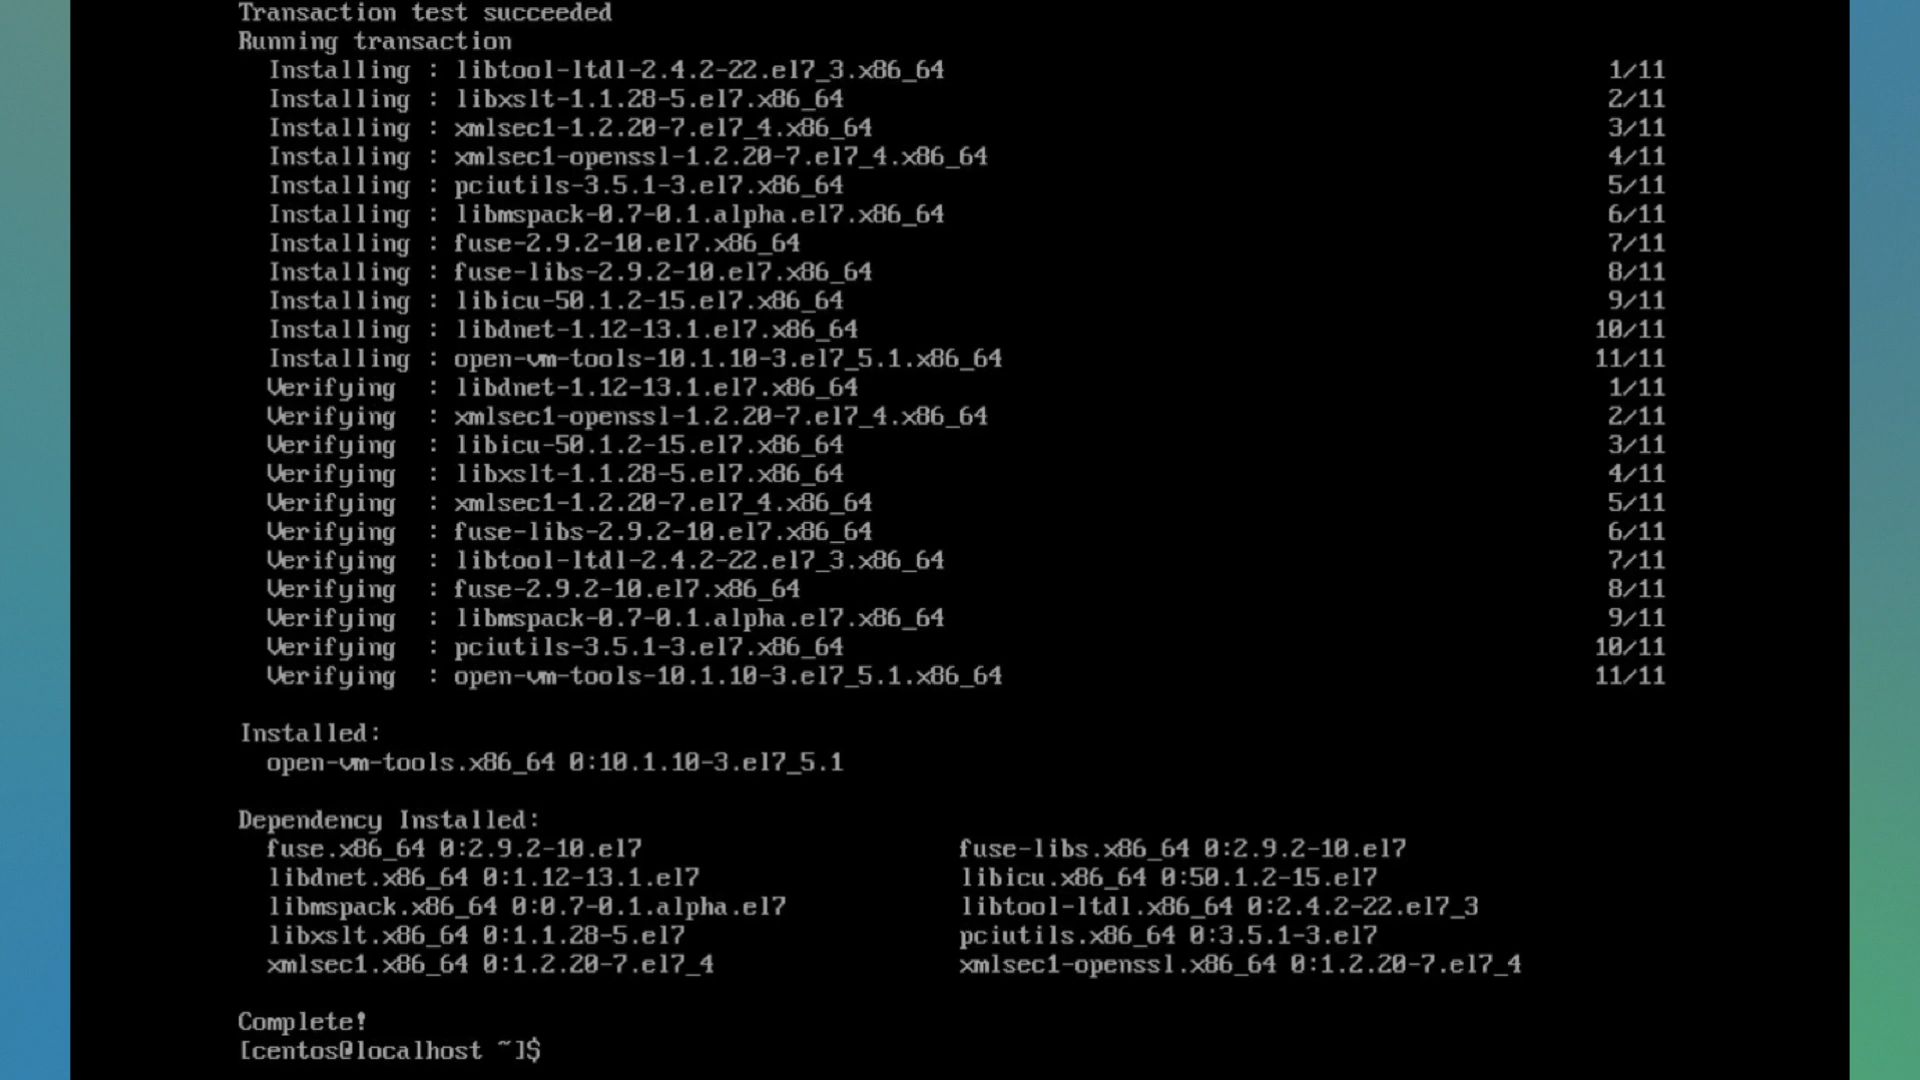 Transaction test succeeded
Running transaction
Installing : libtool-ltdl-2.4.2-22.el7_3.x86_64 1/11
Installing : libxslt-1.1.28-5.el7.x86_64 2/11
Installing : xmlsec1-1.2.20-7.el7_4.x86_64 3/11
Installing : xmlsec1-openssl-1.2.20-7.el7_4.x86_64 4/11
Installing : pciutils-3.5.1-3.el7.x86_64 5/11
Installing : libmspack-0.7-0.1.alpha.el7.x86_64 6/11
Installing : fuse-2.9.2-10.el7.x86_64 7/11
Installing : fuse-libs-2.9.2-10.el7.x86_64 8/11
Installing : libicu-50.1.2-15.el7.x86_64 9/11
Installing : libdnet-1.12-13.1.el7.x86_64 10/11
Installing : open-vm-tools-10.1.10-3.el7_5.1.x86_64 11/11
Verifying : libdnet-1.12-13.1.el7.x86_64 1/11
Verifying : xmlsec1-openssl-1.2.20-7.el7_4.x86_64 2/11
Verifying : libicu-50.1.2-15.el7.x86_64 3/11
Verifying : libxslt-1.1.28-5.el7.x86_64 4/11
Verifying : xmlsec1-1.2.20-7.el7_4.x86_64 5/11
Verifying : fuse-libs-2.9.2-10.el7.x86_64 6/11
Verifying : libtool-ltdl-2.4.2-22.el7_3.x86_64 7/11
Verifying : fuse-2.9.2-10.el7.x86_64 8/11
Verifying : libmspack-0.7-0.1.alpha.el7.x86_64 9/11
Verifying : pciutils-3.5.1-3.el7.x86_64 10/11
Verifying : open-vm-tools-10.1.10-3.el7_5.1.x86_64 11/11
Installed:
open-vm-tools.x86_64 0:10.1.10-3.el7_5.1
Dependency Installed:
fuse.x86_64 0:2.9.2-10.el7 fuse-libs.x86_64 0:2.9.2-10.el7
libdnet.x86_64 0:1.12-13.1.el7 libicu.x86_64 0:50.1.2-15.el7
libmspack.x86_64 0:0.7-0.1.alpha.el7 libtool-ltdl.x86_64 0:2.4.2-22.el7_3
libxslt.x86_64 0:1.1.28-5.el7 pciutils.x86_64 0:3.5.1-3.el7
xmlsec1.x86_64 0:1.2.20-7.el7_4 xmlsec1-openssl.x86_64 0:1.2.20-7.el7_4
Complete!
[centos@localhost ~]$